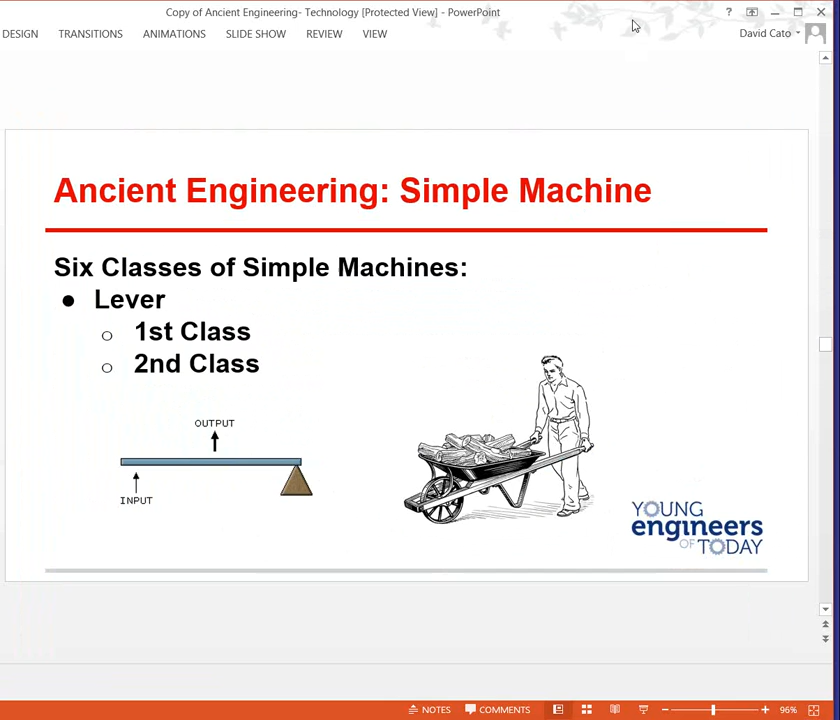 Copy of Ancient Engineering- Technology [Protected View] - PowerPoint
?
DESIGN TRANSITIONS ANIMATIONS SLIDE SHOW REVIEW VIEW David Cato
Ancient Engineering: Simple Machine
Six Classes of Simple Machines:
● Lever
○ 1st Class
○ 2nd Class
OUTPUT
INPUT
YOUNG
engineers
OF TODAY
NOTES COMMENTS 96%